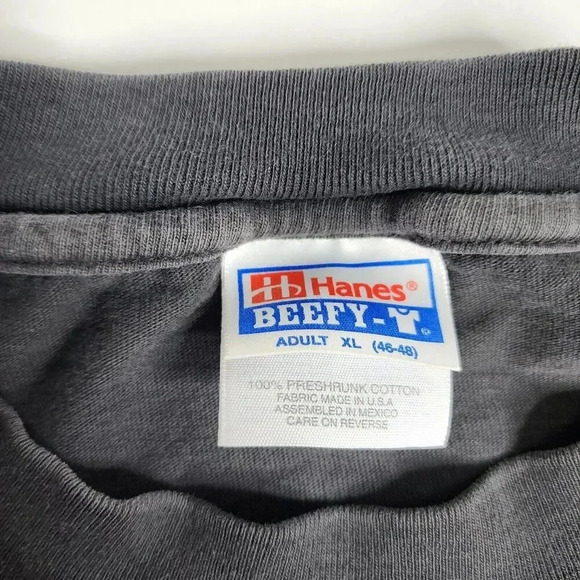 Hanes®
BEEFY-T®
ADULT XL (46-48)
100% PRESHRUNK COTTON
FABRIC MADE IN U.S.A
ASSEMBLED IN MEXICO
CARE ON REVERSE